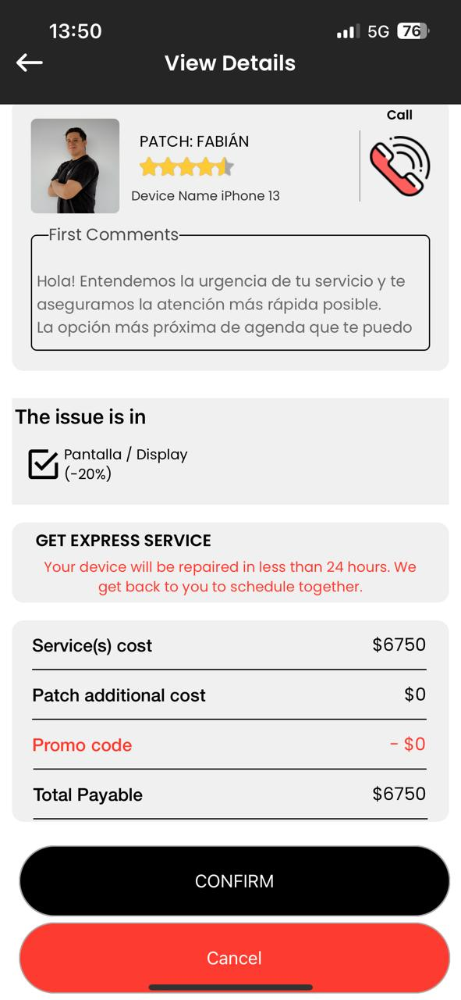 13:50
5G
76
View Details
Call
PATCH: FABIÁN
Device Name iPhone 13
First Comments
Hola! Entendemos la urgencia de tu servicio y te
aseguramos la atención más rápida posible.
La opción más próxima de agenda que te puedo
The issue is in
Pantalla / Display
(-20%)
GET EXPRESS SERVICE
Your device will be repaired in less than 24 hours. We
get back to you to schedule together.
Service(s) cost $6750
Patch additional cost $0
Promo code - $0
Total Payable $6750
CONFIRM
Cancel